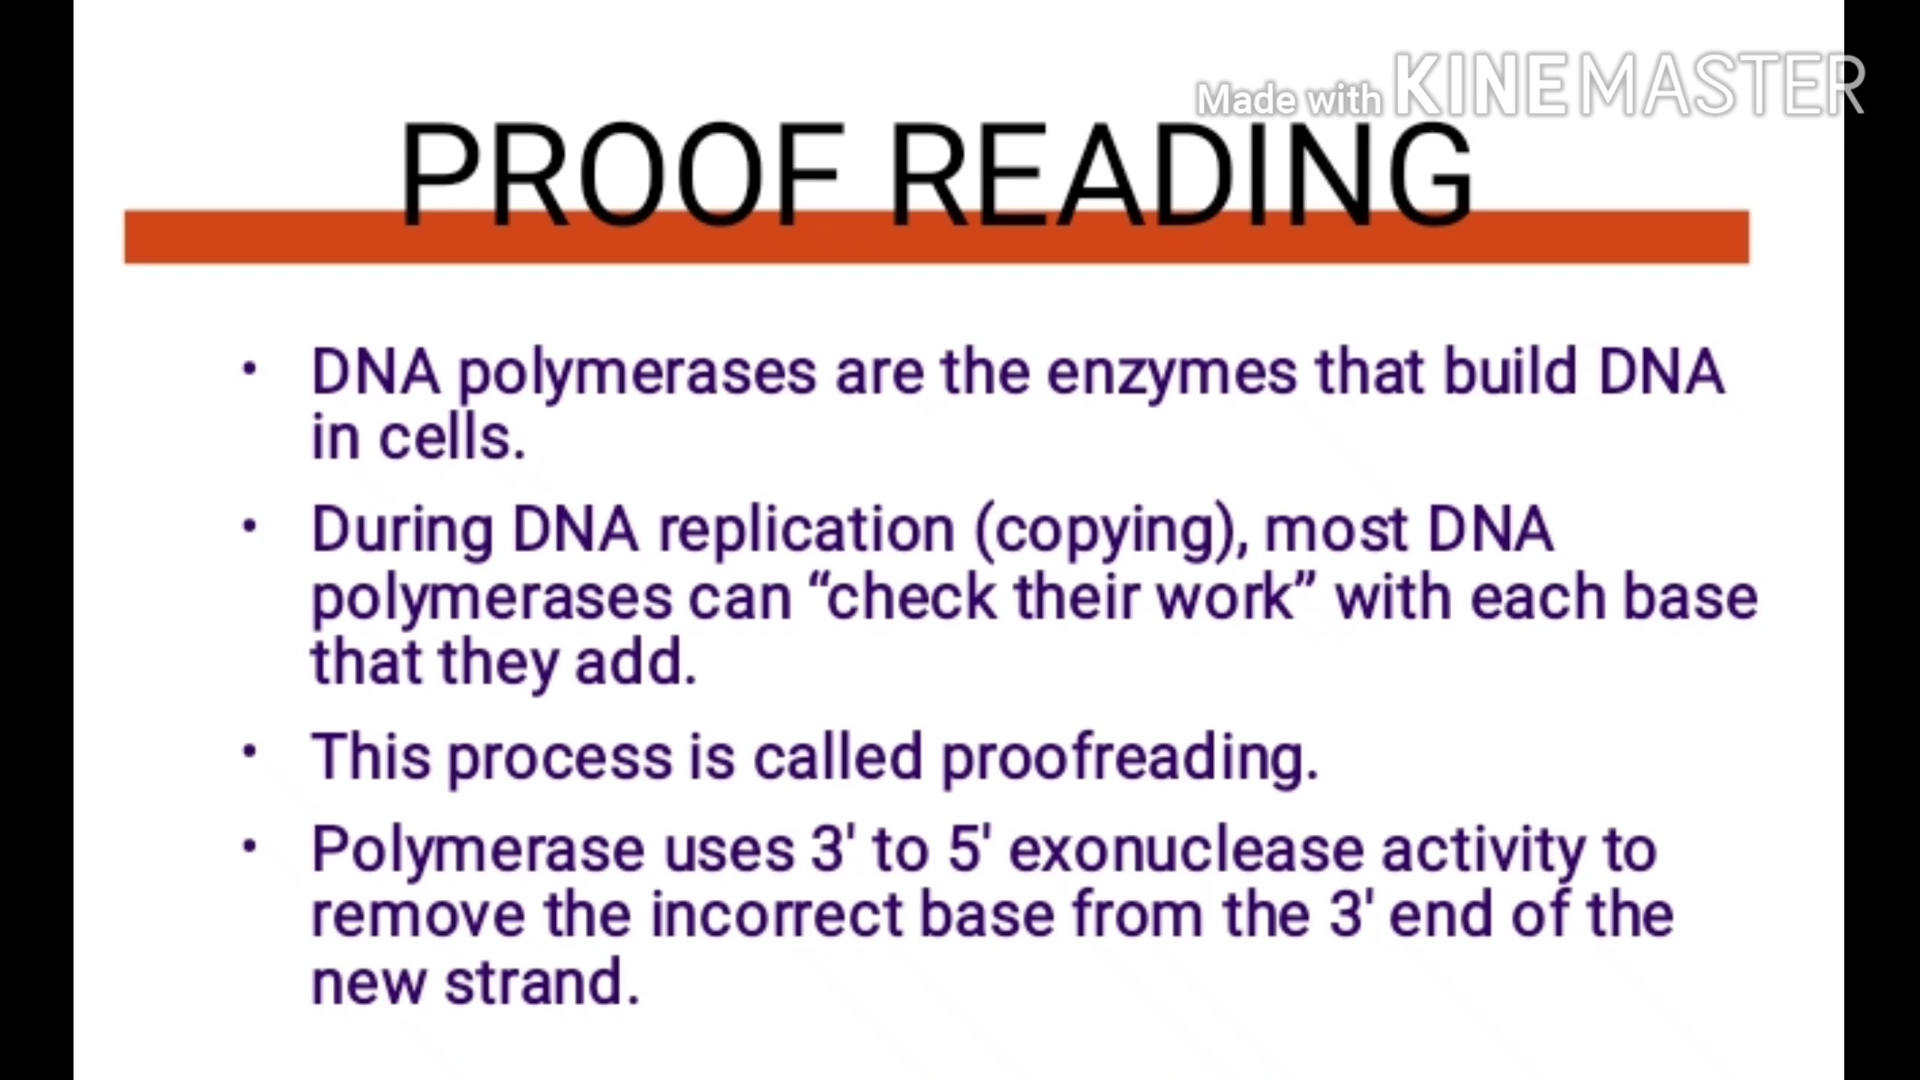 Made with KINEMASTER
PROOF READING
• DNA polymerases are the enzymes that build DNA
in cells.
• During DNA replication (copying), most DNA
polymerases can “check their work” with each base
that they add.
• This process is called proofreading.
• Polymerase uses 3' to 5' exonuclease activity to
remove the incorrect base from the 3' end of the
new strand.